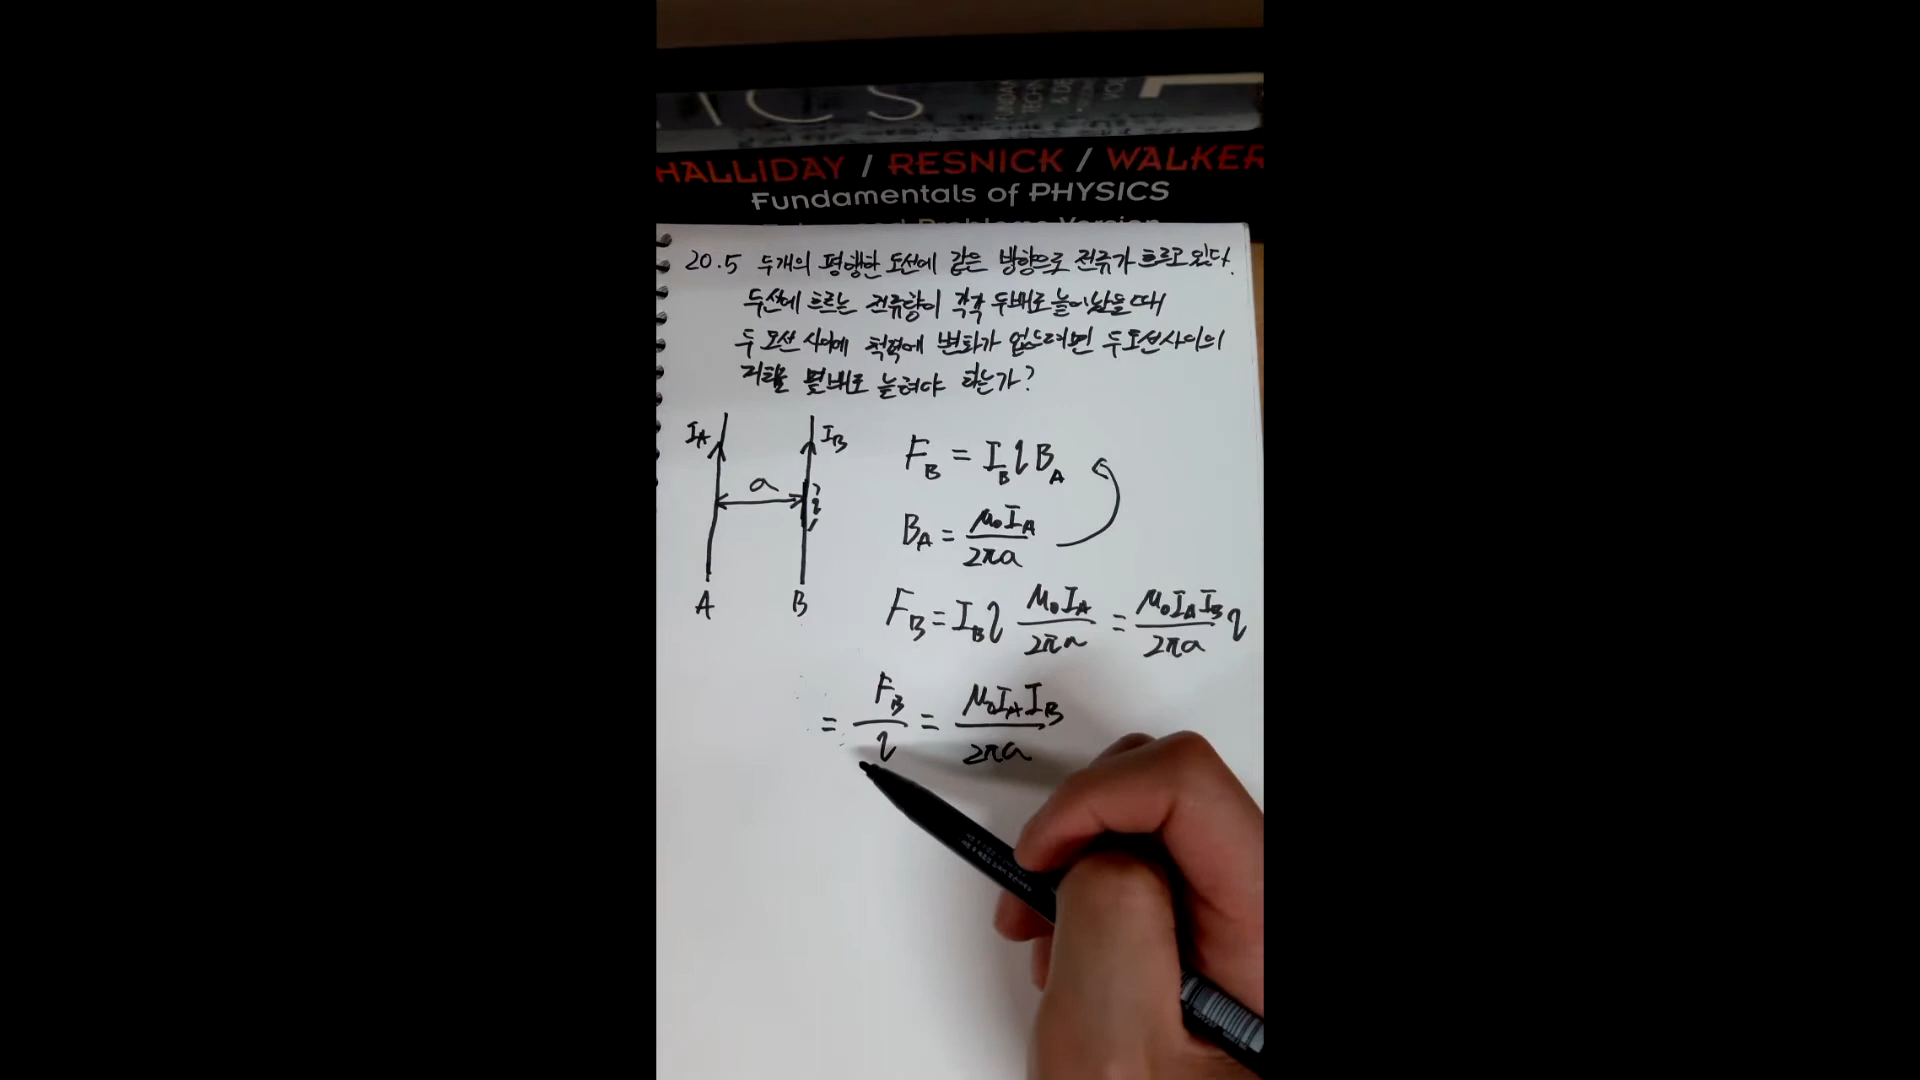 ICS
HALLIDAY / RESNICK / WALKER
Fundamentals of PHYSICS
20.5 두개의 평행한 도선에 같은 방향으로 전류가 흐르고 있다.
두선에 흐르는 전류량이 각각 두배로 늘어났을때
두 도선 사이에 척력에 변화가 없으려면 두도선사이의
거리를 몇배로 늘려야 하는가?
I_A I_B
a
l
A B
F_B = I_B l B_A
B_A = μ₀I_A / 2πa
F_B = I_B l μ₀I_A / 2πa = μ₀I_A I_B / 2πa l
= F_B / l = μ₀I_A I_B / 2πa